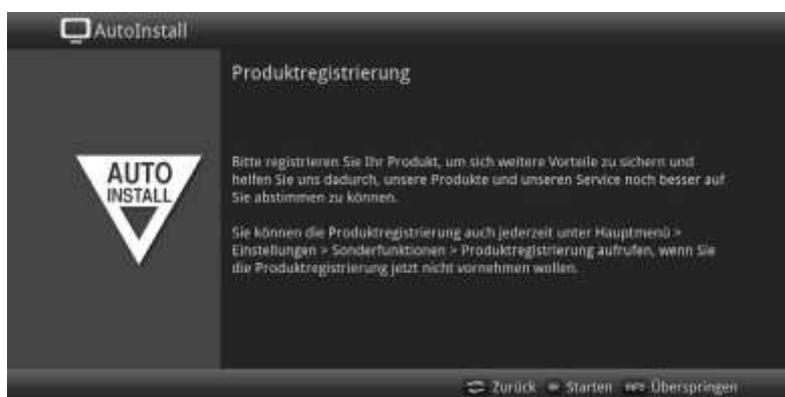 AutoInstall
Produktregistrierung
AUTO
INSTALL
Bitte registrieren Sie Ihr Produkt, um sich weitere Vorteile zu sichern und
helfen Sie uns dadurch, unsere Produkte und unseren Service noch besser auf
Sie abstimmen zu können.
Sie können die Produktregistrierung auch jederzeit unter Hauptmenü >
Einstellungen > Sonderfunktionen > Produktregistrierung aufrufen, wenn Sie
die Produktregistrierung jetzt nicht vornehmen wollen.
Zurück Starten Überspringen